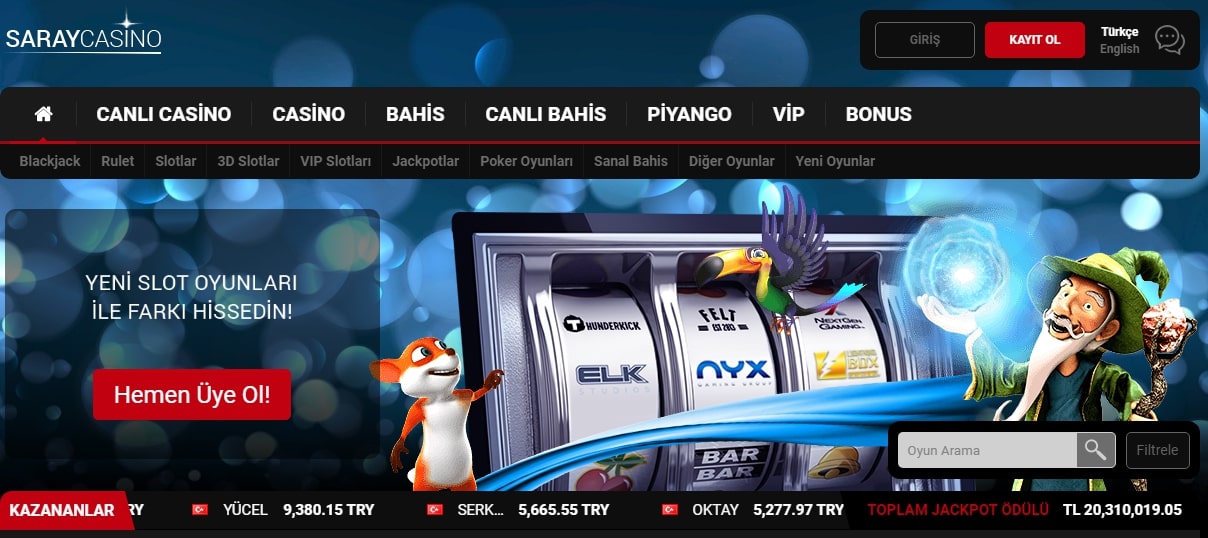 SARAYCASINO
GİRİŞ
KAYIT OL
Türkçe
English
CANLI CASİNO CASİNO BAHİS CANLI BAHİS PİYANGO VİP BONUS
Blackjack Rulet Slotlar 3D Slotlar VIP Slotları Jackpotlar Poker Oyunları Sanal Bahis Diğer Oyunlar Yeni Oyunlar
YENİ SLOT OYUNLARI
İLE FARKI HİSSEDİN!
Hemen Üye Ol!
THUNDERKICK
FELT
EST 2013
NEXTGEN
GAMING
ELK
STUDIOS
NYX
GAMING GROUP
BOX
BAR
BAR
Oyun Arama
Filtrele
KAZANANLAR RY YÜCEL 9,380.15 TRY SERK... 5,665.55 TRY OKTAY 5,277.97 TRY TOPLAM JACKPOT ÖDÜLÜ TL 20,310,019.05